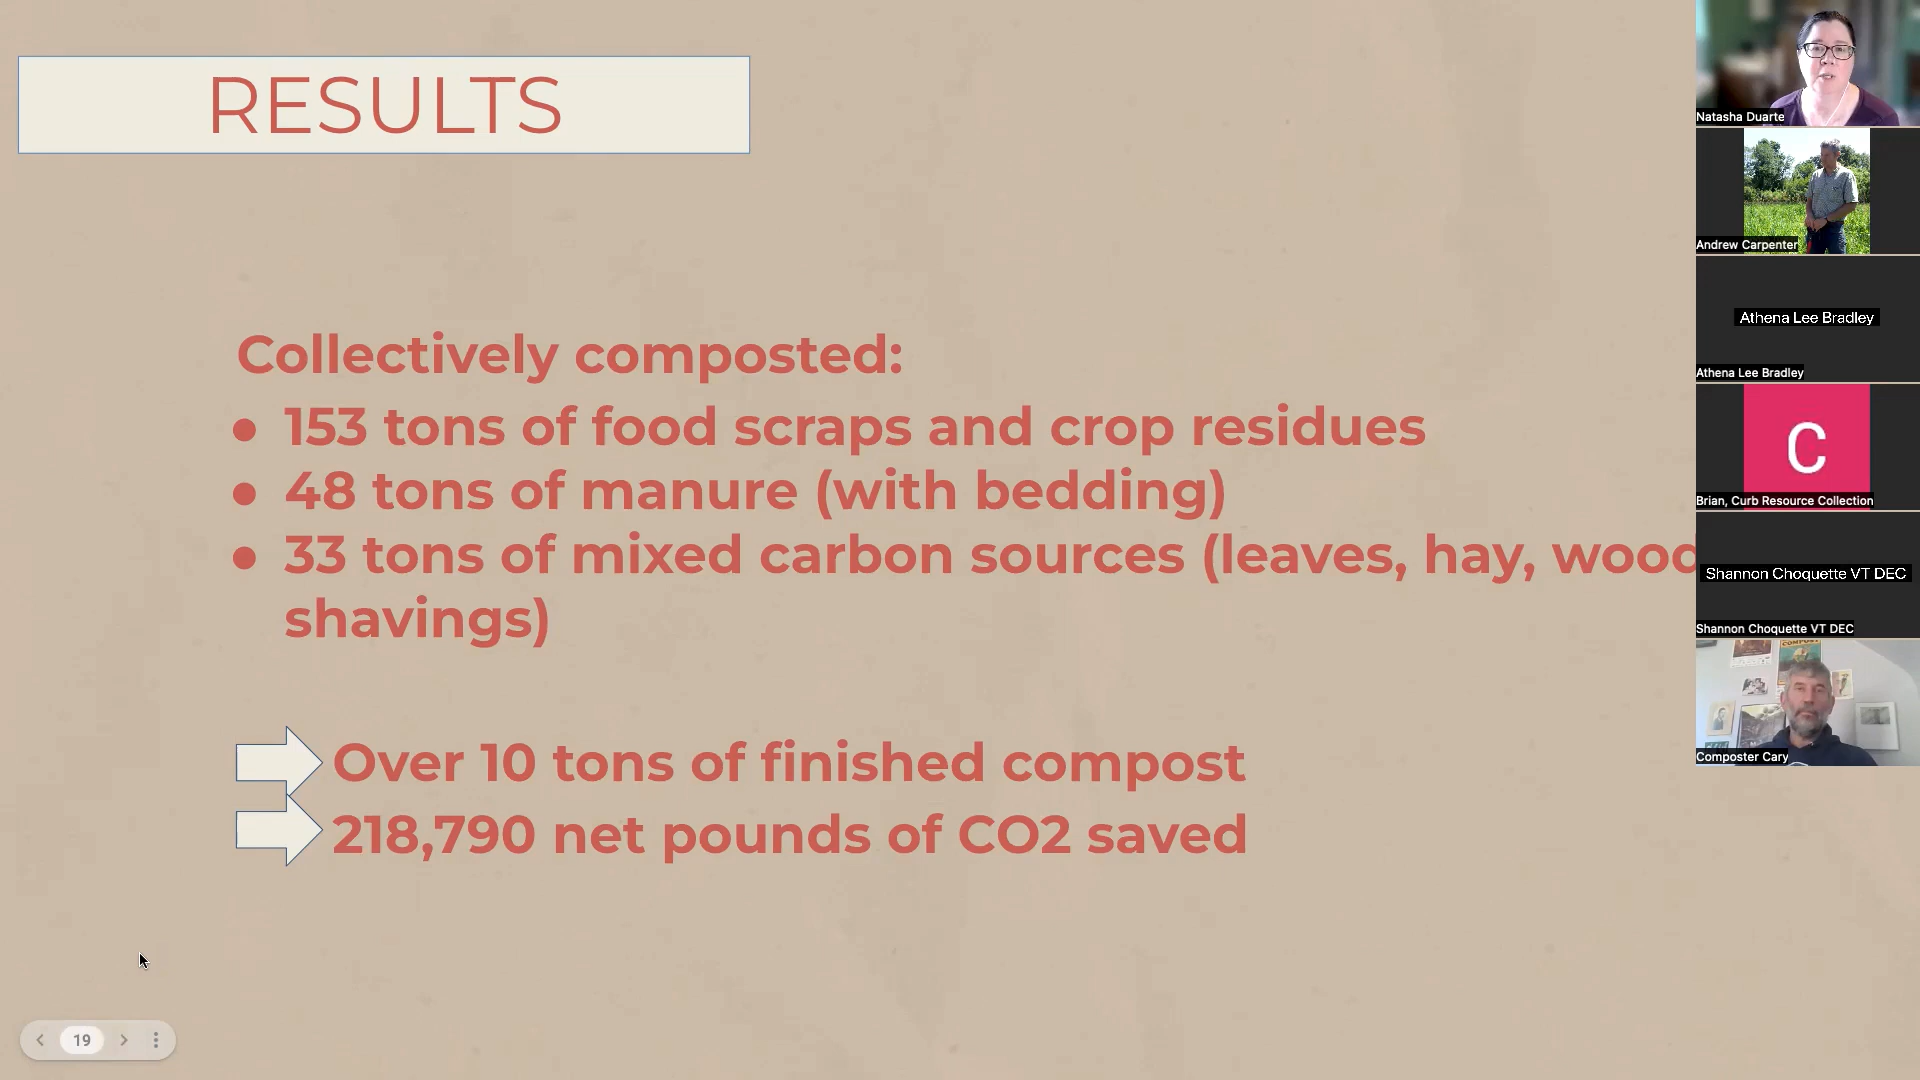 RESULTS
Collectively composted:
● 153 tons of food scraps and crop residues
● 48 tons of manure (with bedding)
● 33 tons of mixed carbon sources (leaves, hay, wood
shavings)
Over 10 tons of finished compost
218,790 net pounds of CO2 saved
19
Natasha Duarte
Andrew Carpenter
Athena Lee Bradley
Athena Lee Bradley
C
Brian, Curb Resource Collection
Shannon Choquette VT DEC
Shannon Choquette VT DEC
COMPOST
Composter Cary